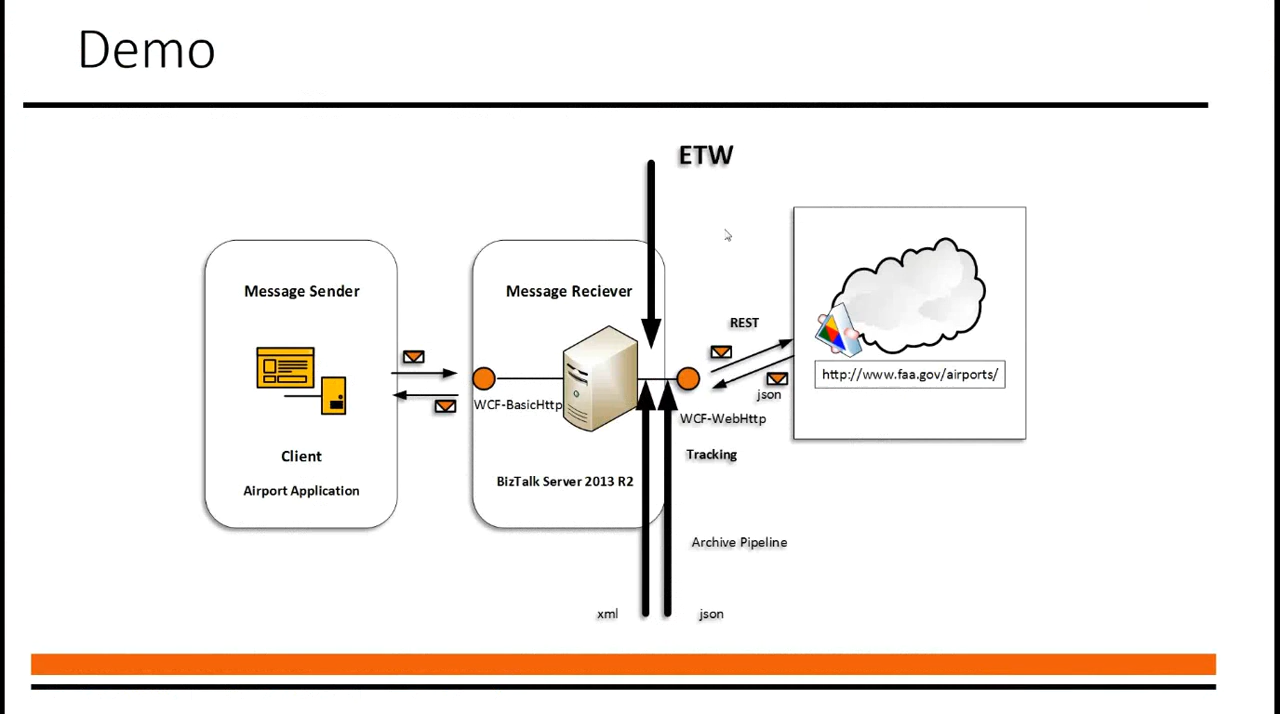 Demo
ETW
Message Sender
Message Reciever
REST
http://www.faa.gov/airports/
json
WCF-BasicHttp
WCF-WebHttp
Client
Tracking
Airport Application
BizTalk Server 2013 R2
Archive Pipeline
xml
json